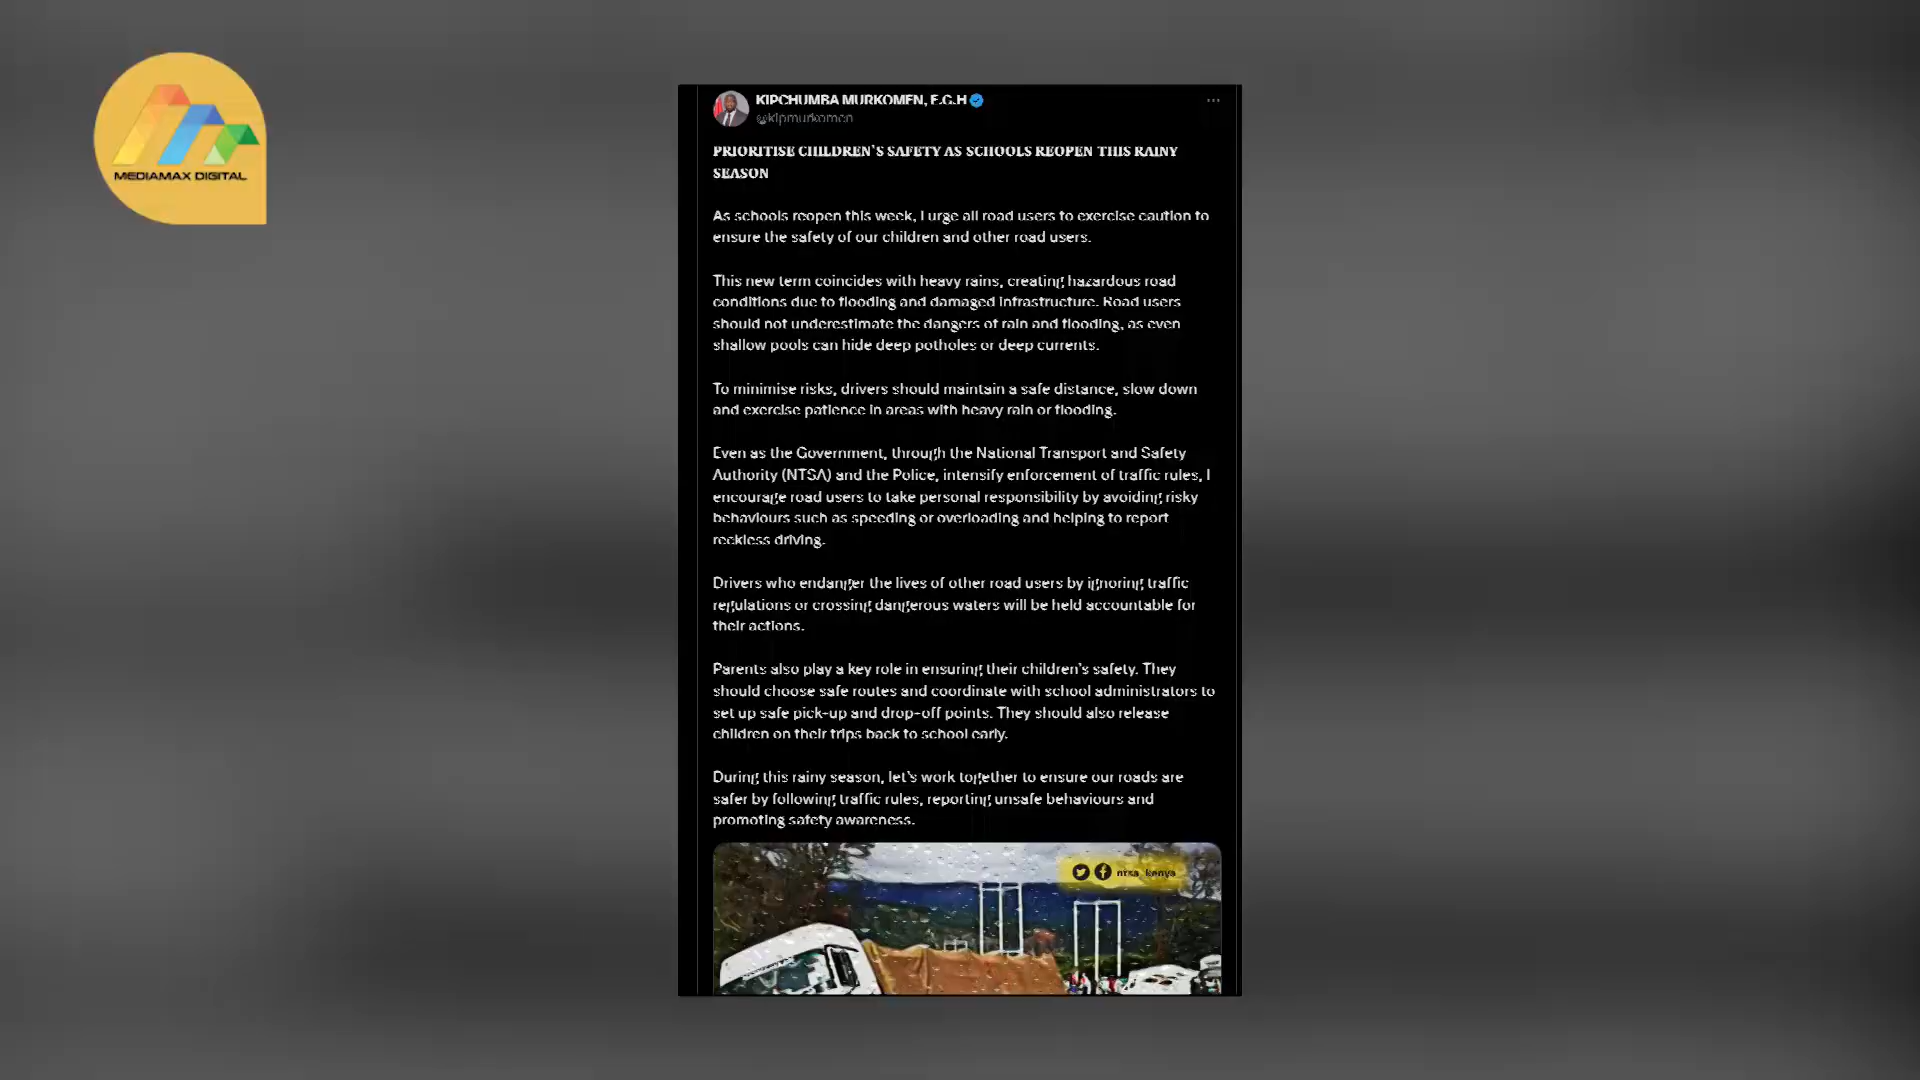 MEDIAMAX DIGITAL
KIPCHUMBA MURKOMEN, E.G.H
@kipmurkomen
PRIORITISE CHILDREN'S SAFETY AS SCHOOLS REOPEN THIS RAINY
SEASON
As schools reopen this week, I urge all road users to exercise caution to
ensure the safety of our children and other road users.
This new term coincides with heavy rains, creating hazardous road
conditions due to flooding and damaged infrastructure. Road users
should not underestimate the dangers of rain and flooding, as even
shallow pools can hide deep potholes or deep currents.
To minimise risks, drivers should maintain a safe distance, slow down
and exercise patience in areas with heavy rain or flooding.
Even as the Government, through the National Transport and Safety
Authority (NTSA) and the Police, intensify enforcement of traffic rules, I
encourage road users to take personal responsibility by avoiding risky
behaviours such as speeding or overloading and helping to report
reckless driving.
Drivers who endanger the lives of other road users by ignoring traffic
regulations or crossing dangerous waters will be held accountable for
their actions.
Parents also play a key role in ensuring their children's safety. They
should choose safe routes and coordinate with school administrators to
set up safe pick-up and drop-off points. They should also release
children on their trips back to school early.
During this rainy season, let's work together to ensure our roads are
safer by following traffic rules, reporting unsafe behaviours and
promoting safety awareness.
ntsa_kenya